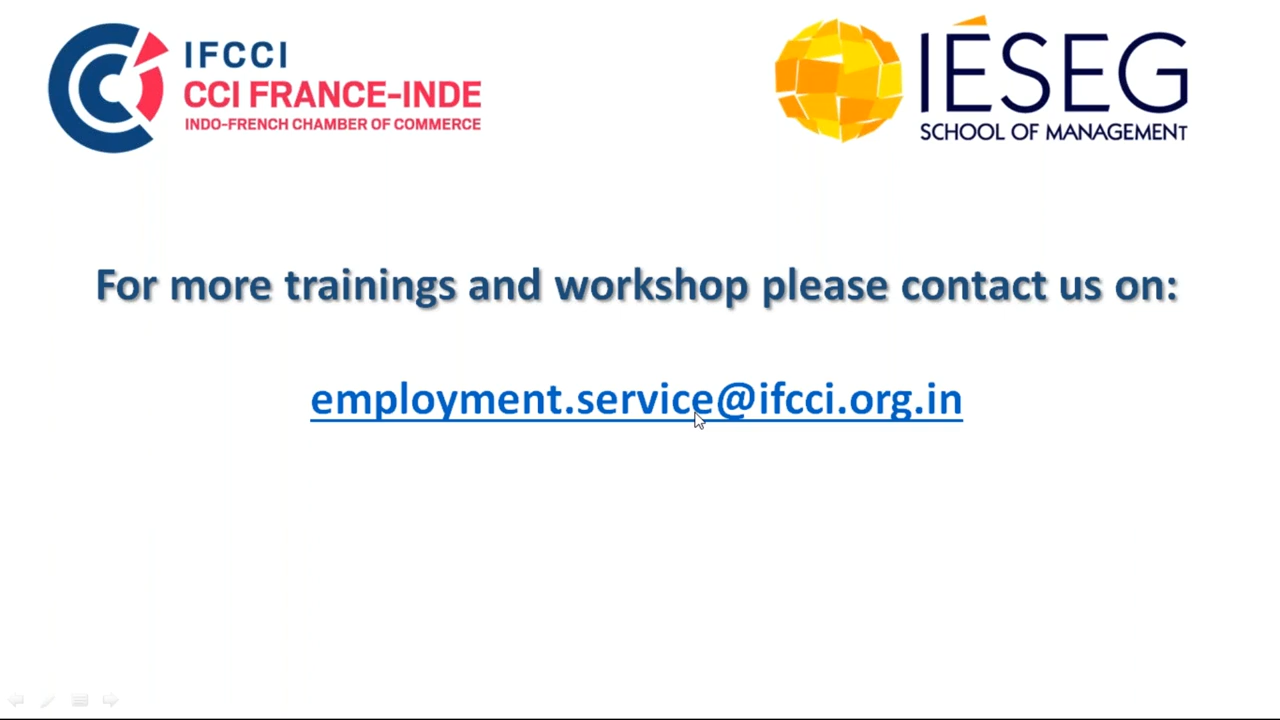 IFCCI
CCI FRANCE-INDE
INDO-FRENCH CHAMBER OF COMMERCE
IÉSEG
SCHOOL OF MANAGEMENT
For more trainings and workshop please contact us on:
employment.service@ifcci.org.in